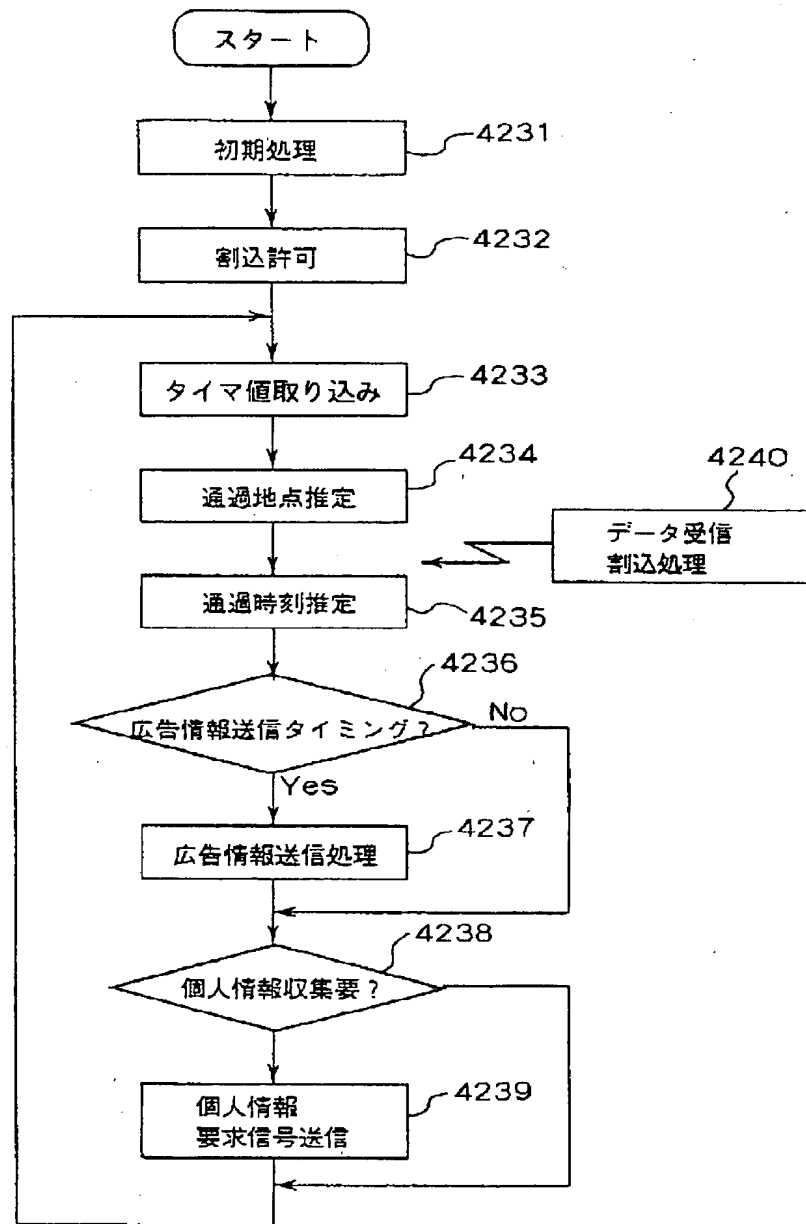 スタート
4231
初期処理
4232
割込許可
4233
タイマ値取り込み
4234
通過地点推定
4240
データ受信
割込処理
通過時刻推定
4235
4236
広告情報送信タイミング?
No
Yes
4237
広告情報送信処理
4238
個人情報収集要?
4239
個人情報
要求信号送信